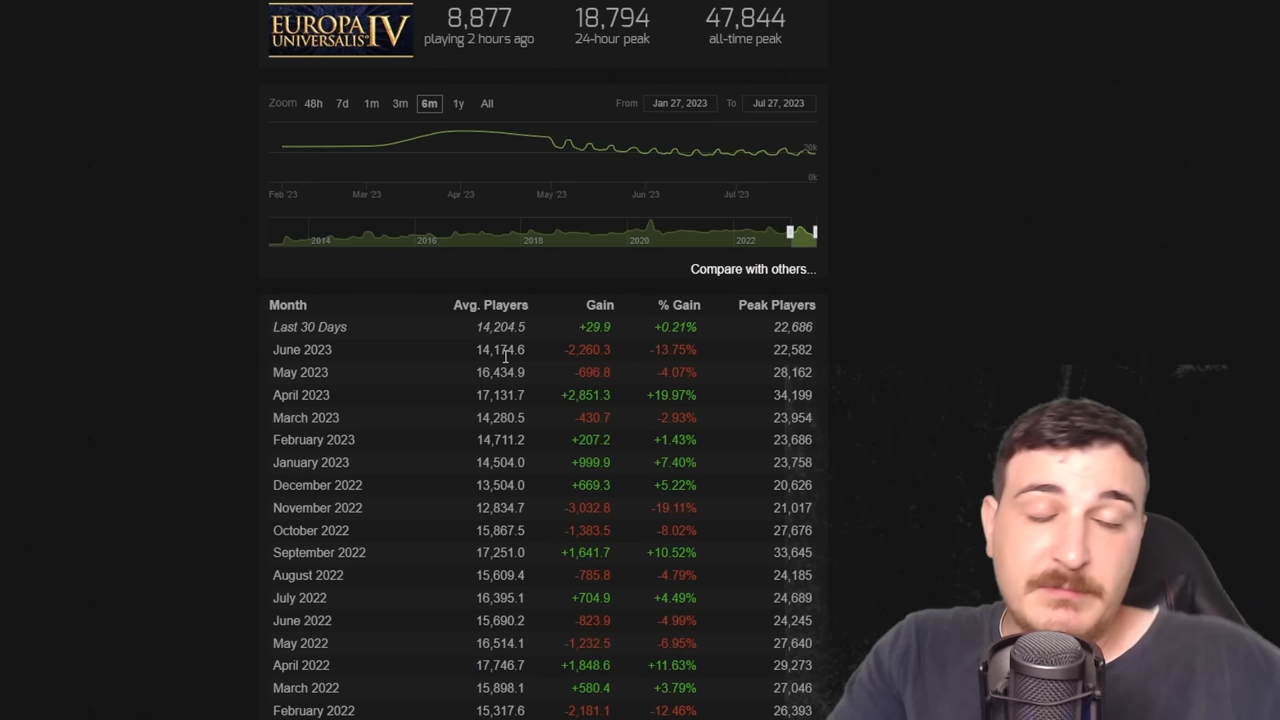 EUROPA UNIVERSALIS IV
8,877 18,794 47,844
playing 2 hours ago 24-hour peak all-time peak
Zoom 48h 7d 1m 3m 6m 1y All From Jan 27, 2023 To Jul 27, 2023
20k
0k
Feb '23 Mar '23 Apr '23 May '23 Jun '23 Jul '23
2014 2016 2018 2020 2022
Compare with others...
Month Avg. Players Gain % Gain Peak Players
Last 30 Days 14,204.5 +29.9 +0.21% 22,686
June 2023 14,174.6 -2,260.3 -13.75% 22,582
May 2023 16,434.9 -696.8 -4.07% 28,162
April 2023 17,131.7 +2,851.3 +19.97% 34,199
March 2023 14,280.5 -430.7 -2.93% 23,954
February 2023 14,711.2 +207.2 +1.43% 23,686
January 2023 14,504.0 +999.9 +7.40% 23,758
December 2022 13,504.0 +669.3 +5.22% 20,626
November 2022 12,834.7 -3,032.8 -19.11% 21,017
October 2022 15,867.5 -1,383.5 -8.02% 27,676
September 2022 17,251.0 +1,641.7 +10.52% 33,645
August 2022 15,609.4 -785.8 -4.79% 24,185
July 2022 16,395.1 +704.9 +4.49% 24,689
June 2022 15,690.2 -823.9 -4.99% 24,245
May 2022 16,514.1 -1,232.5 -6.95% 27,640
April 2022 17,746.7 +1,848.6 +11.63% 29,273
March 2022 15,898.1 +580.4 +3.79% 27,046
February 2022 15,317.6 -2,181.1 -12.46% 26,393